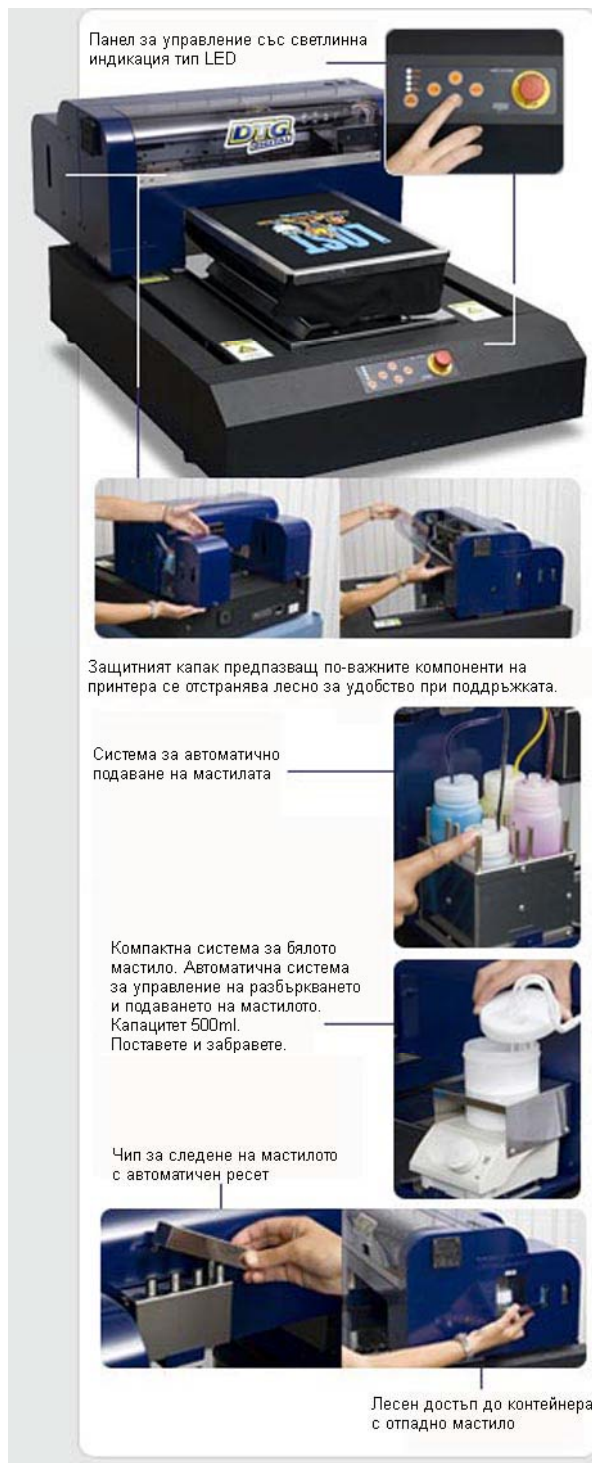 Панел за управление със светлинна
индикация тип LED
DTG
LOST
Защитният капак предпазващ по-важните компоненти на
принтера се отстранява лесно за удобство при поддръжката.
Система за автоматично
подаване на мастилата
Компактна система за бялото
мастило. Автоматична система
за управление на разбъркването
и подаването на мастилото.
Капацитет 500ml.
Поставете и забравете.
Чип за следене на мастилото
с автоматичен ресет
Лесен достъп до контейнера
с отпадно мастило